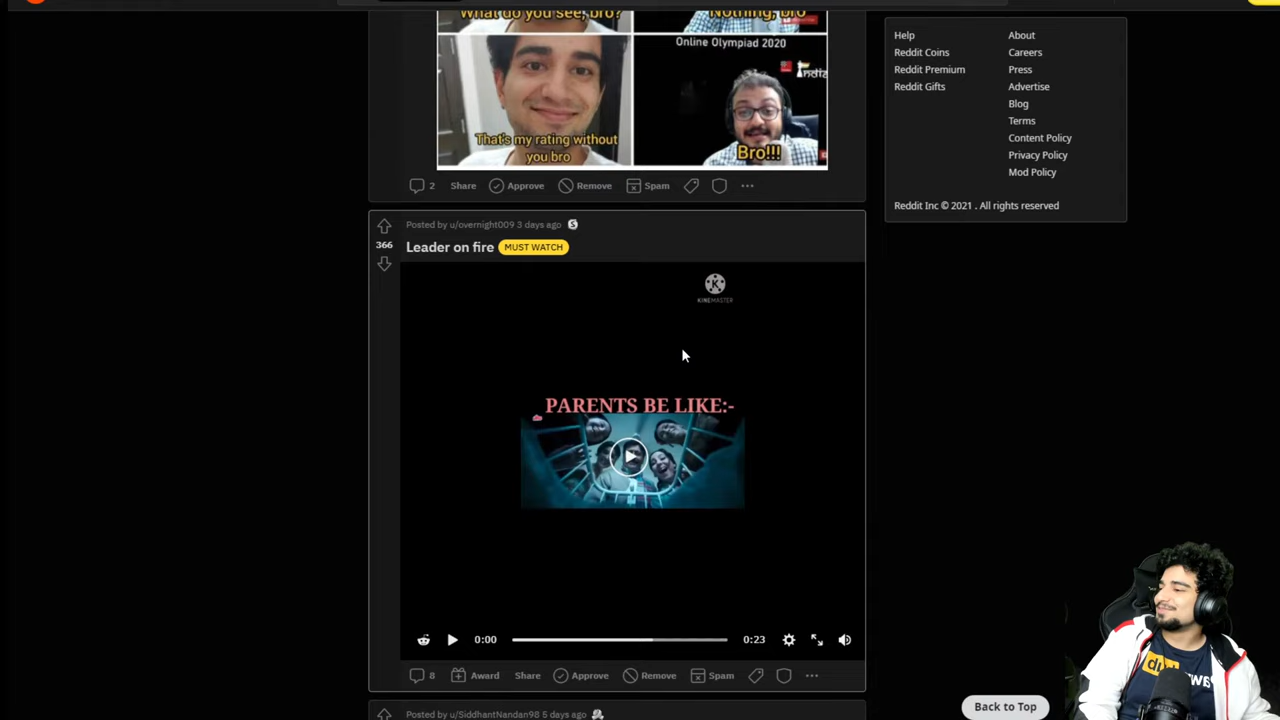 What do you see, bro?
Nothing, bro
Online Olympiad 2020
India
That's my rating without
you bro
Bro!!!
2 Share Approve Remove Spam
Posted by u/overnight009 3 days ago
366
Leader on fire MUST WATCH
KINEMASTER
PARENTS BE LIKE:-
0:00
0:23
8 Award Share Approve Remove Spam
Posted by u/SiddhantNandan98 5 days ago
Help
About
Reddit Coins
Careers
Reddit Premium
Press
Reddit Gifts
Advertise
Blog
Terms
Content Policy
Privacy Policy
Mod Policy
Reddit Inc © 2021 . All rights reserved
Back to Top